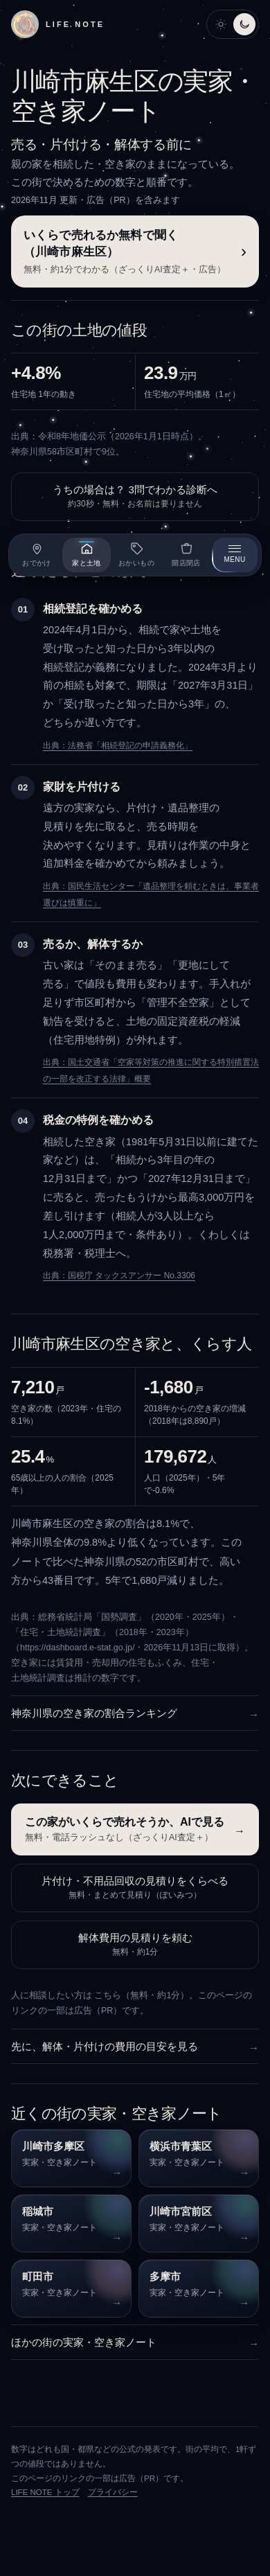 LIFE.NOTE
川崎市麻生区の実家・
空き家ノート
売る・片付ける・解体する前に
親の家を相続した・空き家のままになっている。
この街で決めるための数字と順番です。
2026年11月 更新・広告（PR）を含みます
いくらで売れるか無料で聞く
（川崎市麻生区）
無料・約1分でわかる（ざっくりAI査定＋・広告）
›
この街の土地の値段
+4.8%
住宅地 1年の動き
23.9万円
住宅地の平均価格（1㎡）
出典：令和8年地価公示（2026年1月1日時点）。
神奈川県58市区町村で9位。
うちの場合は？ 3問でわかる診断へ
約30秒・無料・お名前は要りません
おでかけ
家と土地
おかいもの
開店閉店
MENU
01
相続登記を確かめる
2024年4月1日から、相続で家や土地を
受け取ったと知った日から3年以内の
相続登記が義務になりました。2024年3月より
前の相続も対象で、期限は「2027年3月31日」
か「受け取ったと知った日から3年」の、
どちらか遅い方です。
出典：法務省「相続登記の申請義務化」
02
家財を片付ける
遠方の実家なら、片付け・遺品整理の
見積りを先に取ると、売る時期を
決めやすくなります。見積りは作業の中身と
追加料金を確かめてから頼みましょう。
出典：国民生活センター「遺品整理を頼むときは、事業者
選びは慎重に」
03
売るか、解体するか
古い家は「そのまま売る」「更地にして
売る」で値段も費用も変わります。手入れが
足りず市区町村から「管理不全空家」として
勧告を受けると、土地の固定資産税の軽減
（住宅用地特例）が外れます。
出典：国土交通省「空家等対策の推進に関する特別措置法
の一部を改正する法律」概要
04
税金の特例を確かめる
相続した空き家（1981年5月31日以前に建てた
家など）は、「相続から3年目の年の
12月31日まで」かつ「2027年12月31日まで」
に売ると、売ったもうけから最高3,000万円を
差し引けます（相続人が3人以上なら
1人2,000万円まで・条件あり）。くわしくは
税務署・税理士へ。
出典：国税庁 タックスアンサー No.3306
川崎市麻生区の空き家と、くらす人
7,210戸
空き家の数（2023年・住宅の
8.1%）
-1,680戸
2018年からの空き家の増減
（2018年は8,890戸）
25.4%
65歳以上の人の割合（2025
年）
179,672人
人口（2025年）・5年
で-0.6%
川崎市麻生区の空き家の割合は8.1%で、
神奈川県全体の9.8%より低くなっています。この
ノートで比べた神奈川県の52の市区町村で、高い
方から43番目です。5年で1,680戸減りました。
出典：総務省統計局「国勢調査」（2020年・2025年）・
「住宅・土地統計調査」（2018年・2023年）
（https://dashboard.e-stat.go.jp/・2026年11月13日に取得）。
空き家には賃貸用・売却用の住宅もふくみ、住宅・
土地統計調査は推計の数字です。
神奈川県の空き家の割合ランキング
→
次にできること
この家がいくらで売れそうか、AIで見る
無料・電話ラッシュなし（ざっくりAI査定＋）
→
片付け・不用品回収の見積りをくらべる
無料・まとめて見積り（ぽいみつ）
解体費用の見積りを頼む
無料・約1分
人に相談したい方は こちら（無料・約1分）。このページの
リンクの一部は広告（PR）です。
先に、解体・片付けの費用の目安を見る
→
近くの街の実家・空き家ノート
川崎市多摩区
実家・空き家ノート
→
横浜市青葉区
実家・空き家ノート
→
稲城市
実家・空き家ノート
→
川崎市宮前区
実家・空き家ノート
→
町田市
実家・空き家ノート
→
多摩市
実家・空き家ノート
→
ほかの街の実家・空き家ノート
→
数字はどれも国・都県などの公式の発表です。街の平均で、1軒ず
つの値段ではありません。
このページのリンクの一部は広告（PR）です。
LIFE NOTE トップ プライバシー